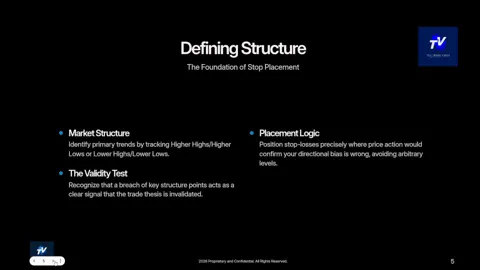 Defining Structure
The Foundation of Stop Placement
TV
Market Structure
Identify primary trends by tracking Higher Highs/Higher
Lows or Lower Highs/Lower Lows.
The Validity Test
Recognize that a breach of key structure points acts as a
clear signal that the trade thesis is invalidated.
Placement Logic
Position stop-losses precisely where price action would
confirm your directional bias is wrong, avoiding arbitrary
levels.
TV
2026 Proprietary and Confidential. All Rights Reserved.
5